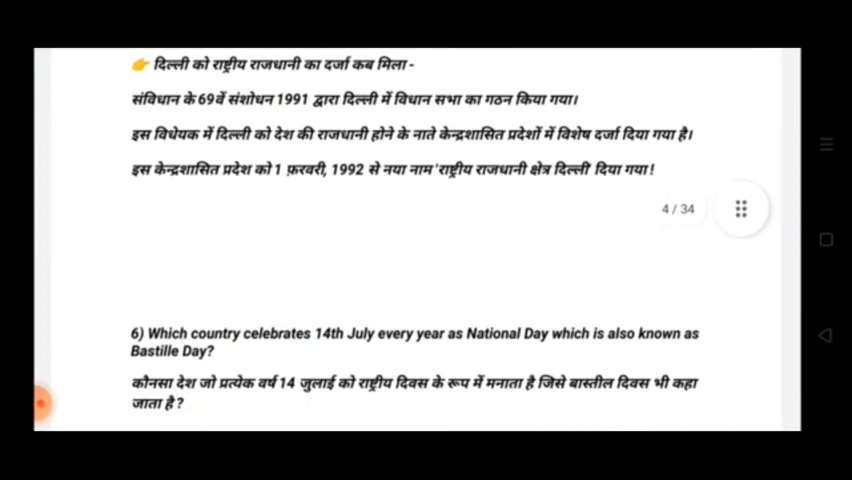 👉 दिल्ली को राष्ट्रीय राजधानी का दर्जा कब मिला -
संविधान के 69वें संशोधन 1991 द्वारा दिल्ली में विधान सभा का गठन किया गया।
इस विधेयक में दिल्ली को देश की राजधानी होने के नाते केन्द्रशासित प्रदेशों में विशेष दर्जा दिया गया है।
इस केन्द्रशासित प्रदेश को 1 फ़रवरी, 1992 से नया नाम 'राष्ट्रीय राजधानी क्षेत्र दिल्ली' दिया गया !
4 / 34
6) Which country celebrates 14th July every year as National Day which is also known as
Bastille Day?
कौनसा देश जो प्रत्येक वर्ष 14 जुलाई को राष्ट्रीय दिवस के रूप में मनाता है जिसे बास्तील दिवस भी कहा
जाता है ?